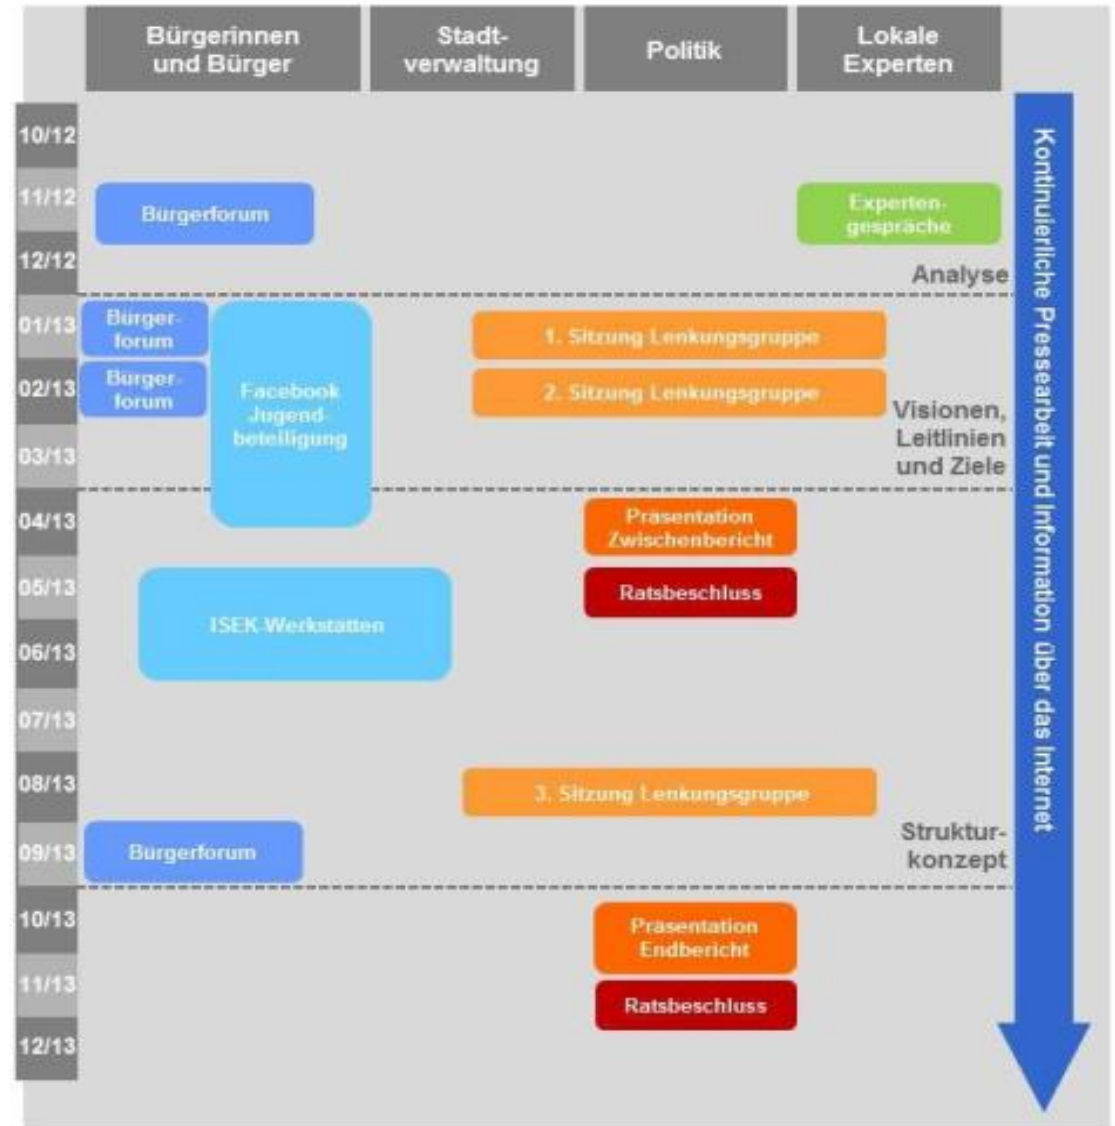 Bürgerinnen
und Bürger
Stadt-
verwaltung
Politik
Lokale
Experten
10/12
11/12
Bürgerforum
Experten-
gespräche
12/12
Analyse
01/13
Bürger-
forum
Facebook
Jugend-
beteiligung
1. Sitzung Lenkungsgruppe
02/13
Bürger-
forum
2. Sitzung Lenkungsgruppe
Visionen,
Leitlinien
und Ziele
03/13
04/13
Präsentation
Zwischenbericht
05/13
Ratsbeschluss
ISEK-Werkstätten
06/13
07/13
08/13
3. Sitzung Lenkungsgruppe
Struktur-
konzept
09/13
Bürgerforum
10/13
Präsentation
Endbericht
11/13
Ratsbeschluss
12/13
Kontinuierliche Pressearbeit und Information über das Internet